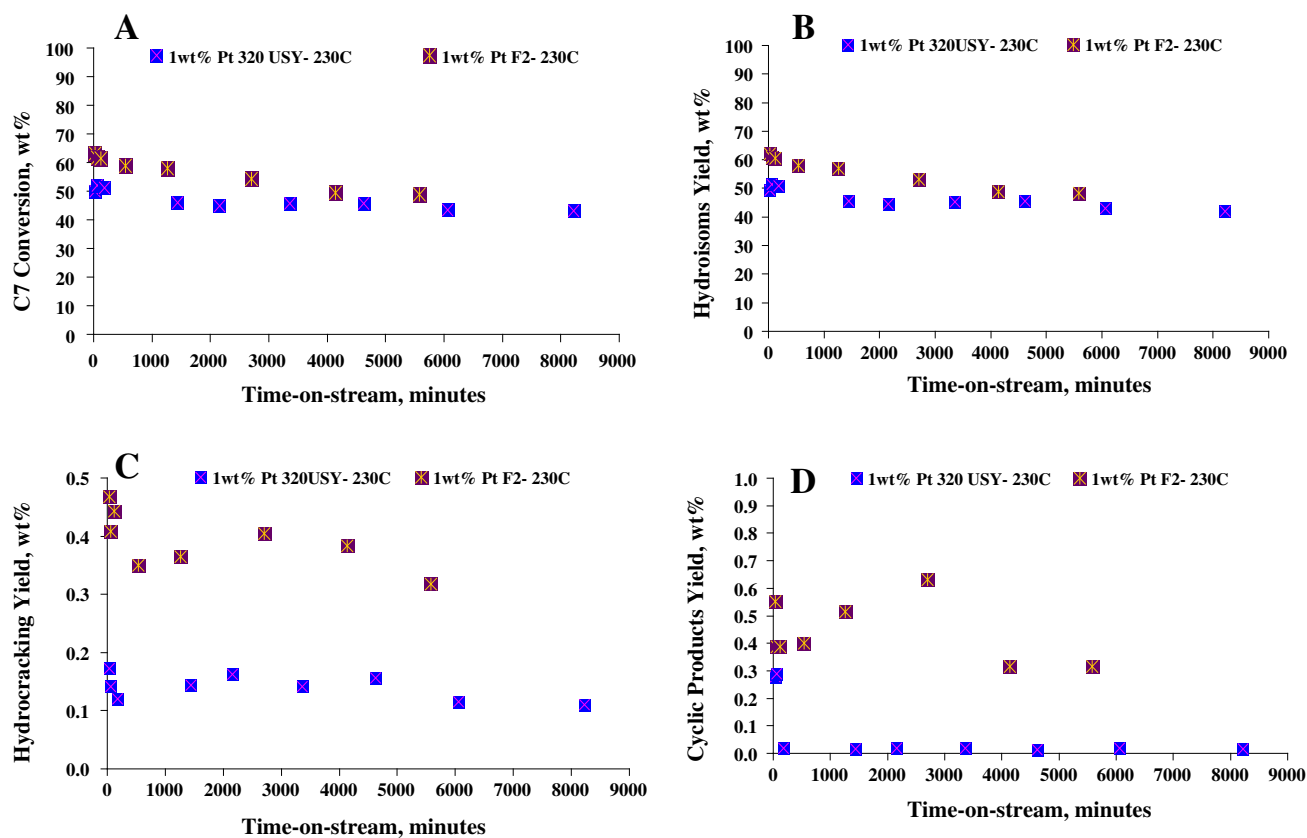 A
1wt% Pt 320 USY- 230C
1wt% Pt F2- 230C
C7 Conversion, wt%
100
90
80
70
60
50
40
30
20
10
0
0 1000 2000 3000 4000 5000 6000 7000 8000 9000
Time-on-stream, minutes
B
1wt% Pt 320USY- 230C
1wt% Pt F2- 230C
Hydroisoms Yield, wt%
100
90
80
70
60
50
40
30
20
10
0
0 1000 2000 3000 4000 5000 6000 7000 8000 9000
Time-on-stream, minutes
C
1wt% Pt 320USY- 230C
1wt% Pt F2- 230C
Hydrocracking Yield, wt%
0.5
0.4
0.3
0.2
0.1
0.0
0 1000 2000 3000 4000 5000 6000 7000 8000 9000
Time-on-stream, minutes
D
1wt% Pt 320 USY- 230C
1wt% Pt F2- 230C
Cyclic Products Yield, wt%
1.0
0.9
0.8
0.7
0.6
0.5
0.4
0.3
0.2
0.1
0.0
0 1000 2000 3000 4000 5000 6000 7000 8000 9000
Time-on-stream, minutes